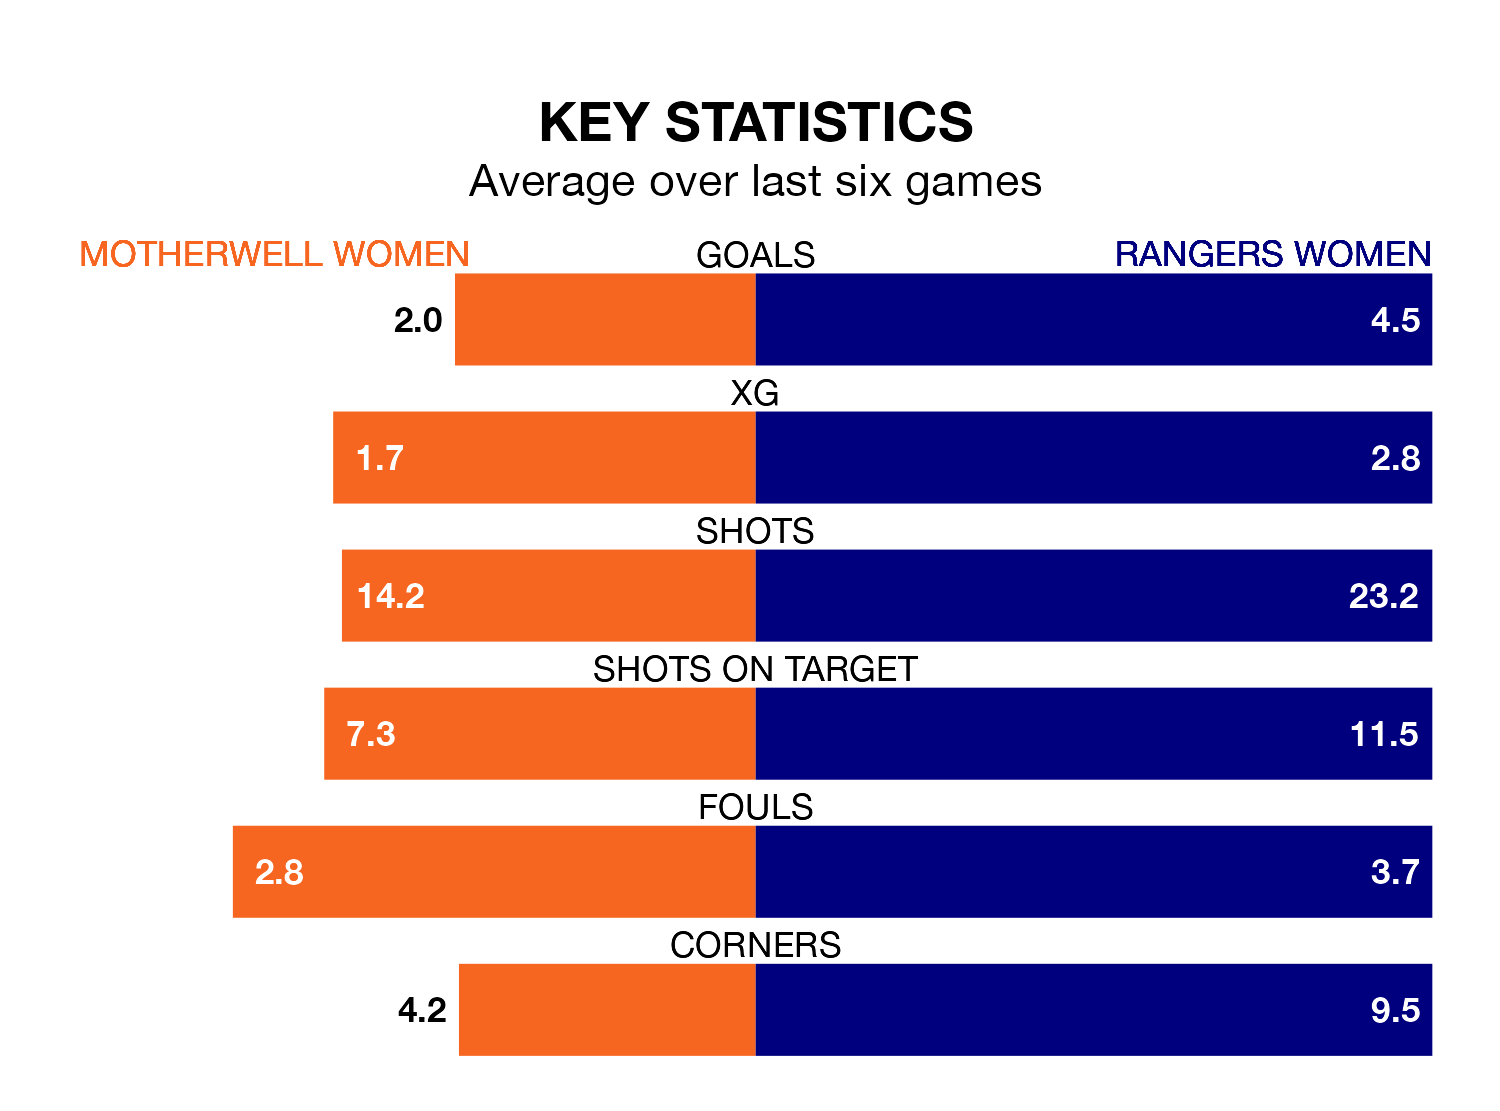 KEY STATISTICS
Average over last six games
MOTHERWELL WOMEN GOALS RANGERS WOMEN
2.0 4.5
XG
1.7 2.8
SHOTS
14.2 23.2
SHOTS ON TARGET
7.3 11.5
FOULS
2.8 3.7
CORNERS
4.2 9.5